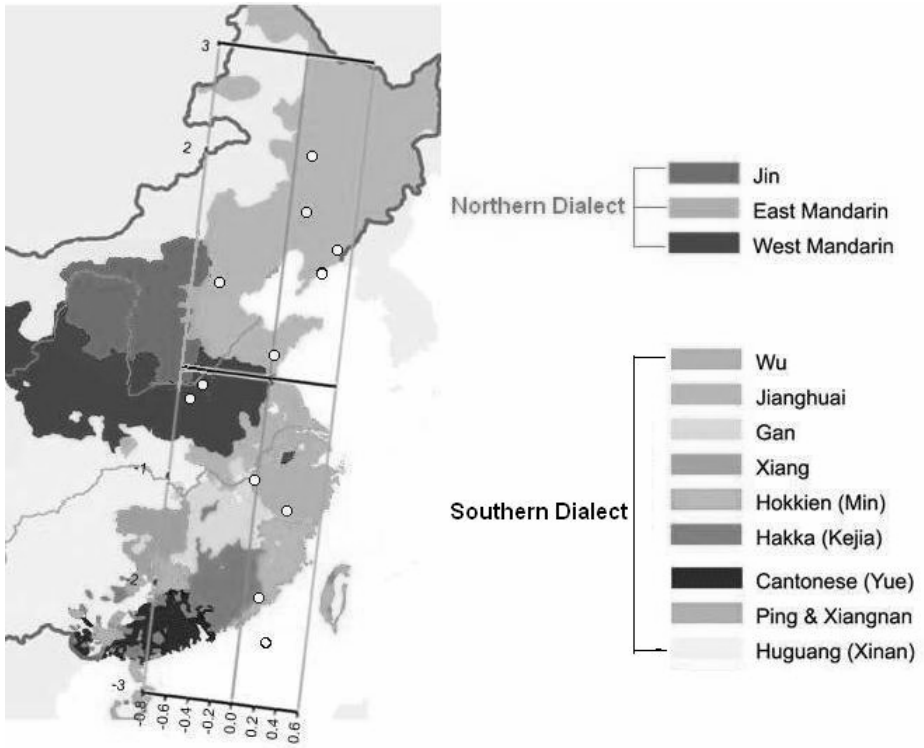 3
2
-1
-2
-3
-0.8
-0.6
-0.4
-0.2
0.0
0.2
0.4
0.6
Northern Dialect
Jin
East Mandarin
West Mandarin
Southern Dialect
Wu
Jianghuai
Gan
Xiang
Hokkien (Min)
Hakka (Kejia)
Cantonese (Yue)
Ping & Xiangnan
Huguang (Xinan)